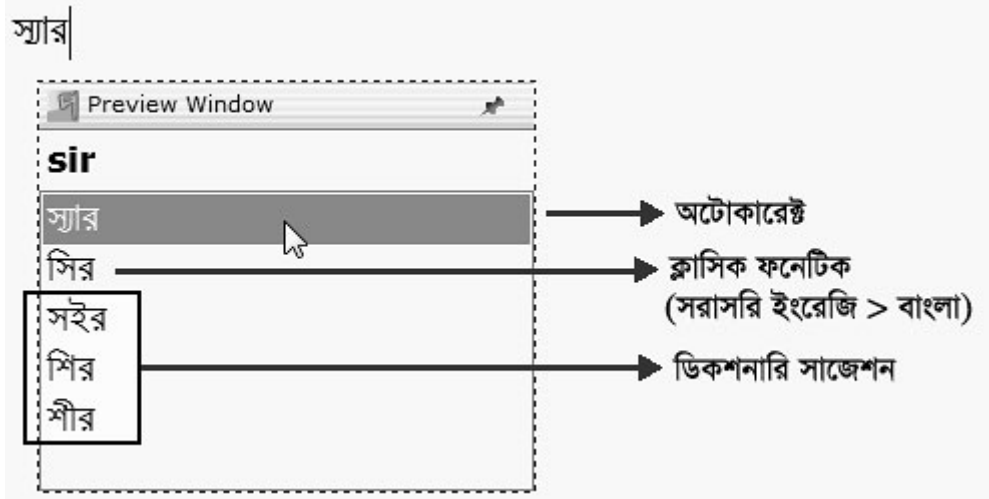 স্যার
Preview Window
sir
স্যার
অটোকারেক্ট
সির
ক্লাসিক ফনেটিক
(সরাসরি ইংরেজি > বাংলা)
সইর
শির
ডিকশনারি সাজেশন
শীর